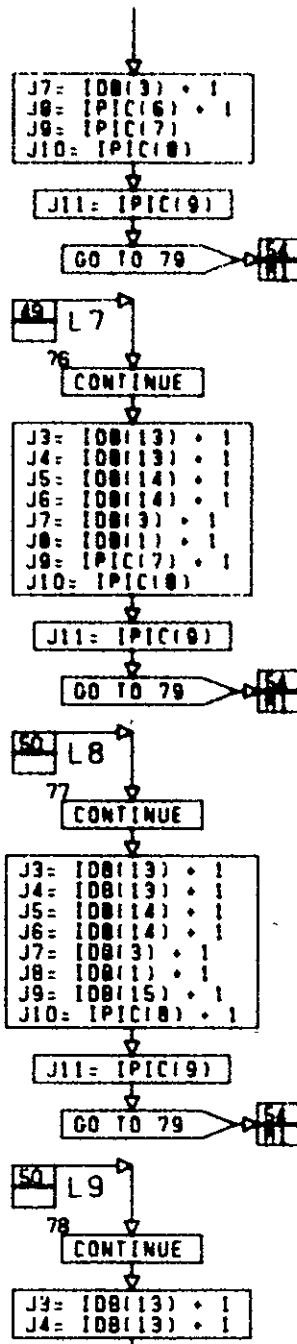 J7= IDB(3) + 1
J8= IPIC(6) + 1
J9= IPIC(7)
J10= IPIC(8)
J11= IPIC(9)
GO TO 79
54
M1
49
L7
76
CONTINUE
J3= IDB(13) + 1
J4= IDB(13) + 1
J5= IDB(14) + 1
J6= IDB(14) + 1
J7= IDB(3) + 1
J8= IDB(1) + 1
J9= IPIC(7) + 1
J10= IPIC(8)
J11= IPIC(9)
GO TO 79
54
M1
50
L8
77
CONTINUE
J3= IDB(13) + 1
J4= IDB(13) + 1
J5= IDB(14) + 1
J6= IDB(14) + 1
J7= IDB(3) + 1
J8= IDB(1) + 1
J9= IDB(15) + 1
J10= IPIC(8) + 1
J11= IPIC(9)
GO TO 79
54
M1
50
L9
78
CONTINUE
J3= IDB(13) + 1
J4= IDB(13) + 1